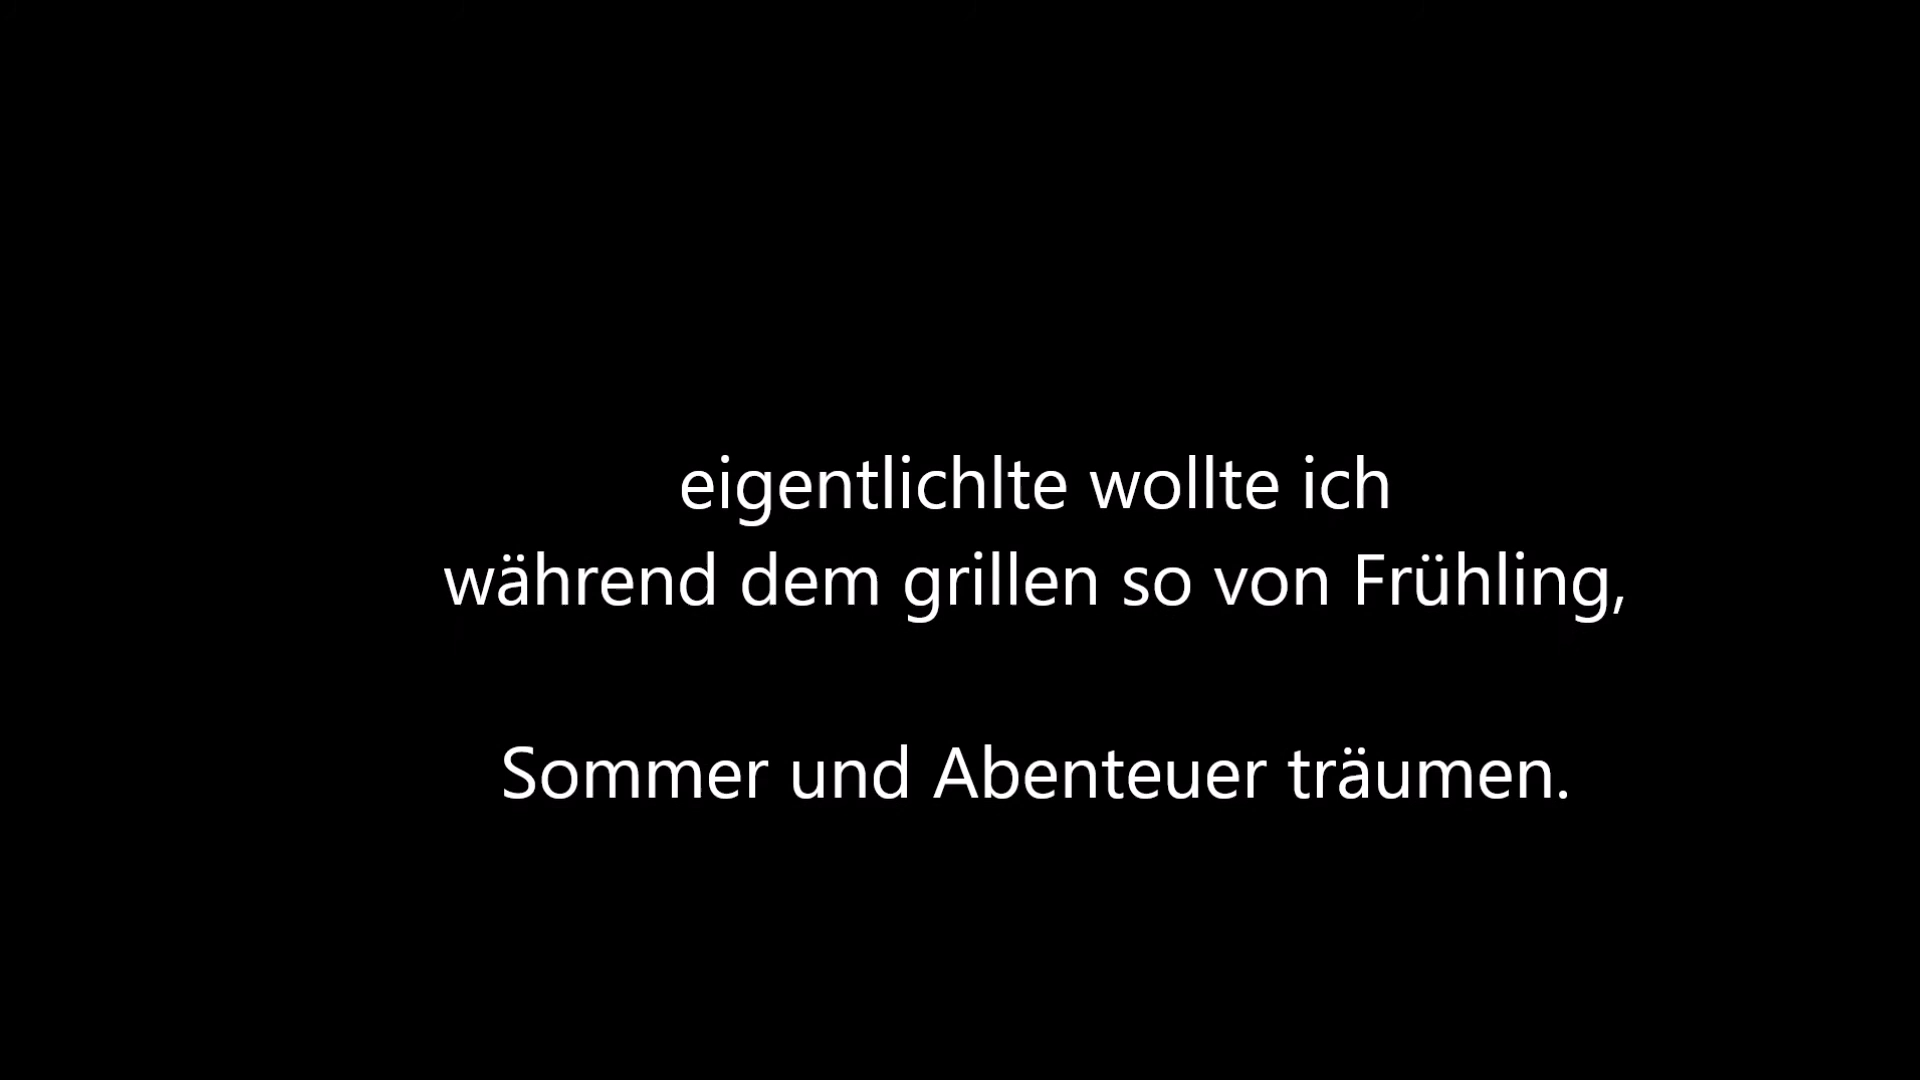 eigentlichlte wollte ich
während dem grillen so von Frühling,
Sommer und Abenteuer träumen.